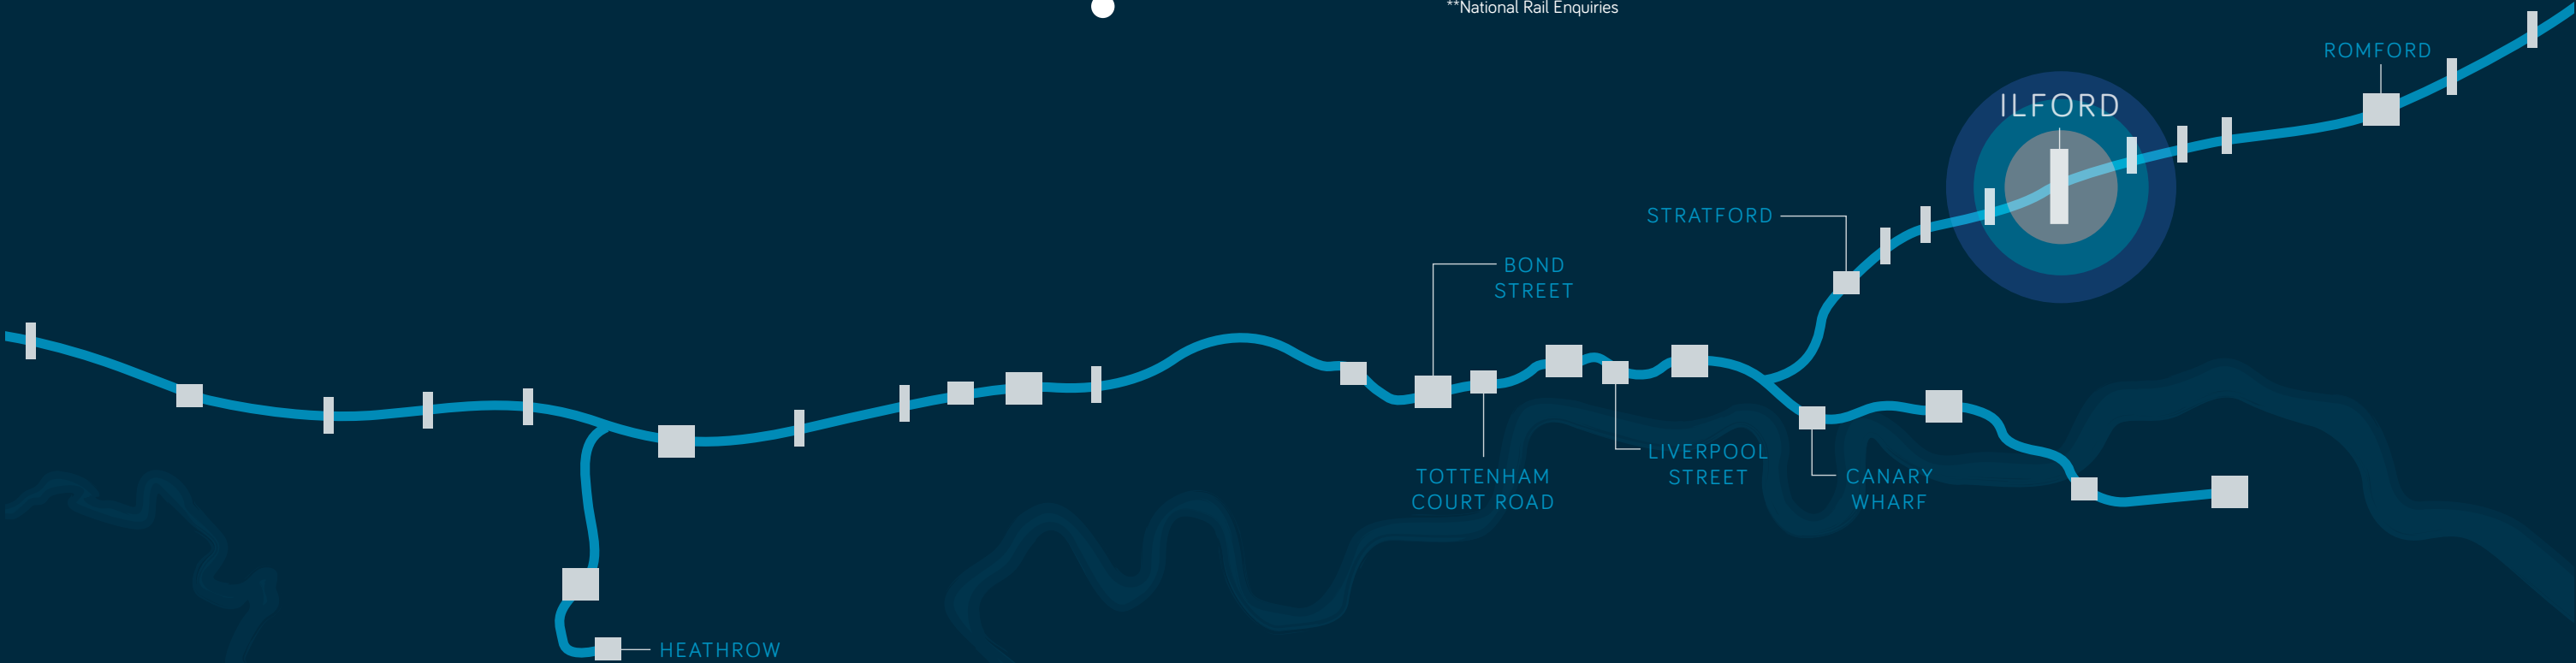 **National Rail Enquiries
ROMFORD
ILFORD
STRATFORD
BOND
STREET
LIVERPOOL
STREET
TOTTENHAM
COURT ROAD
CANARY
WHARF
HEATHROW